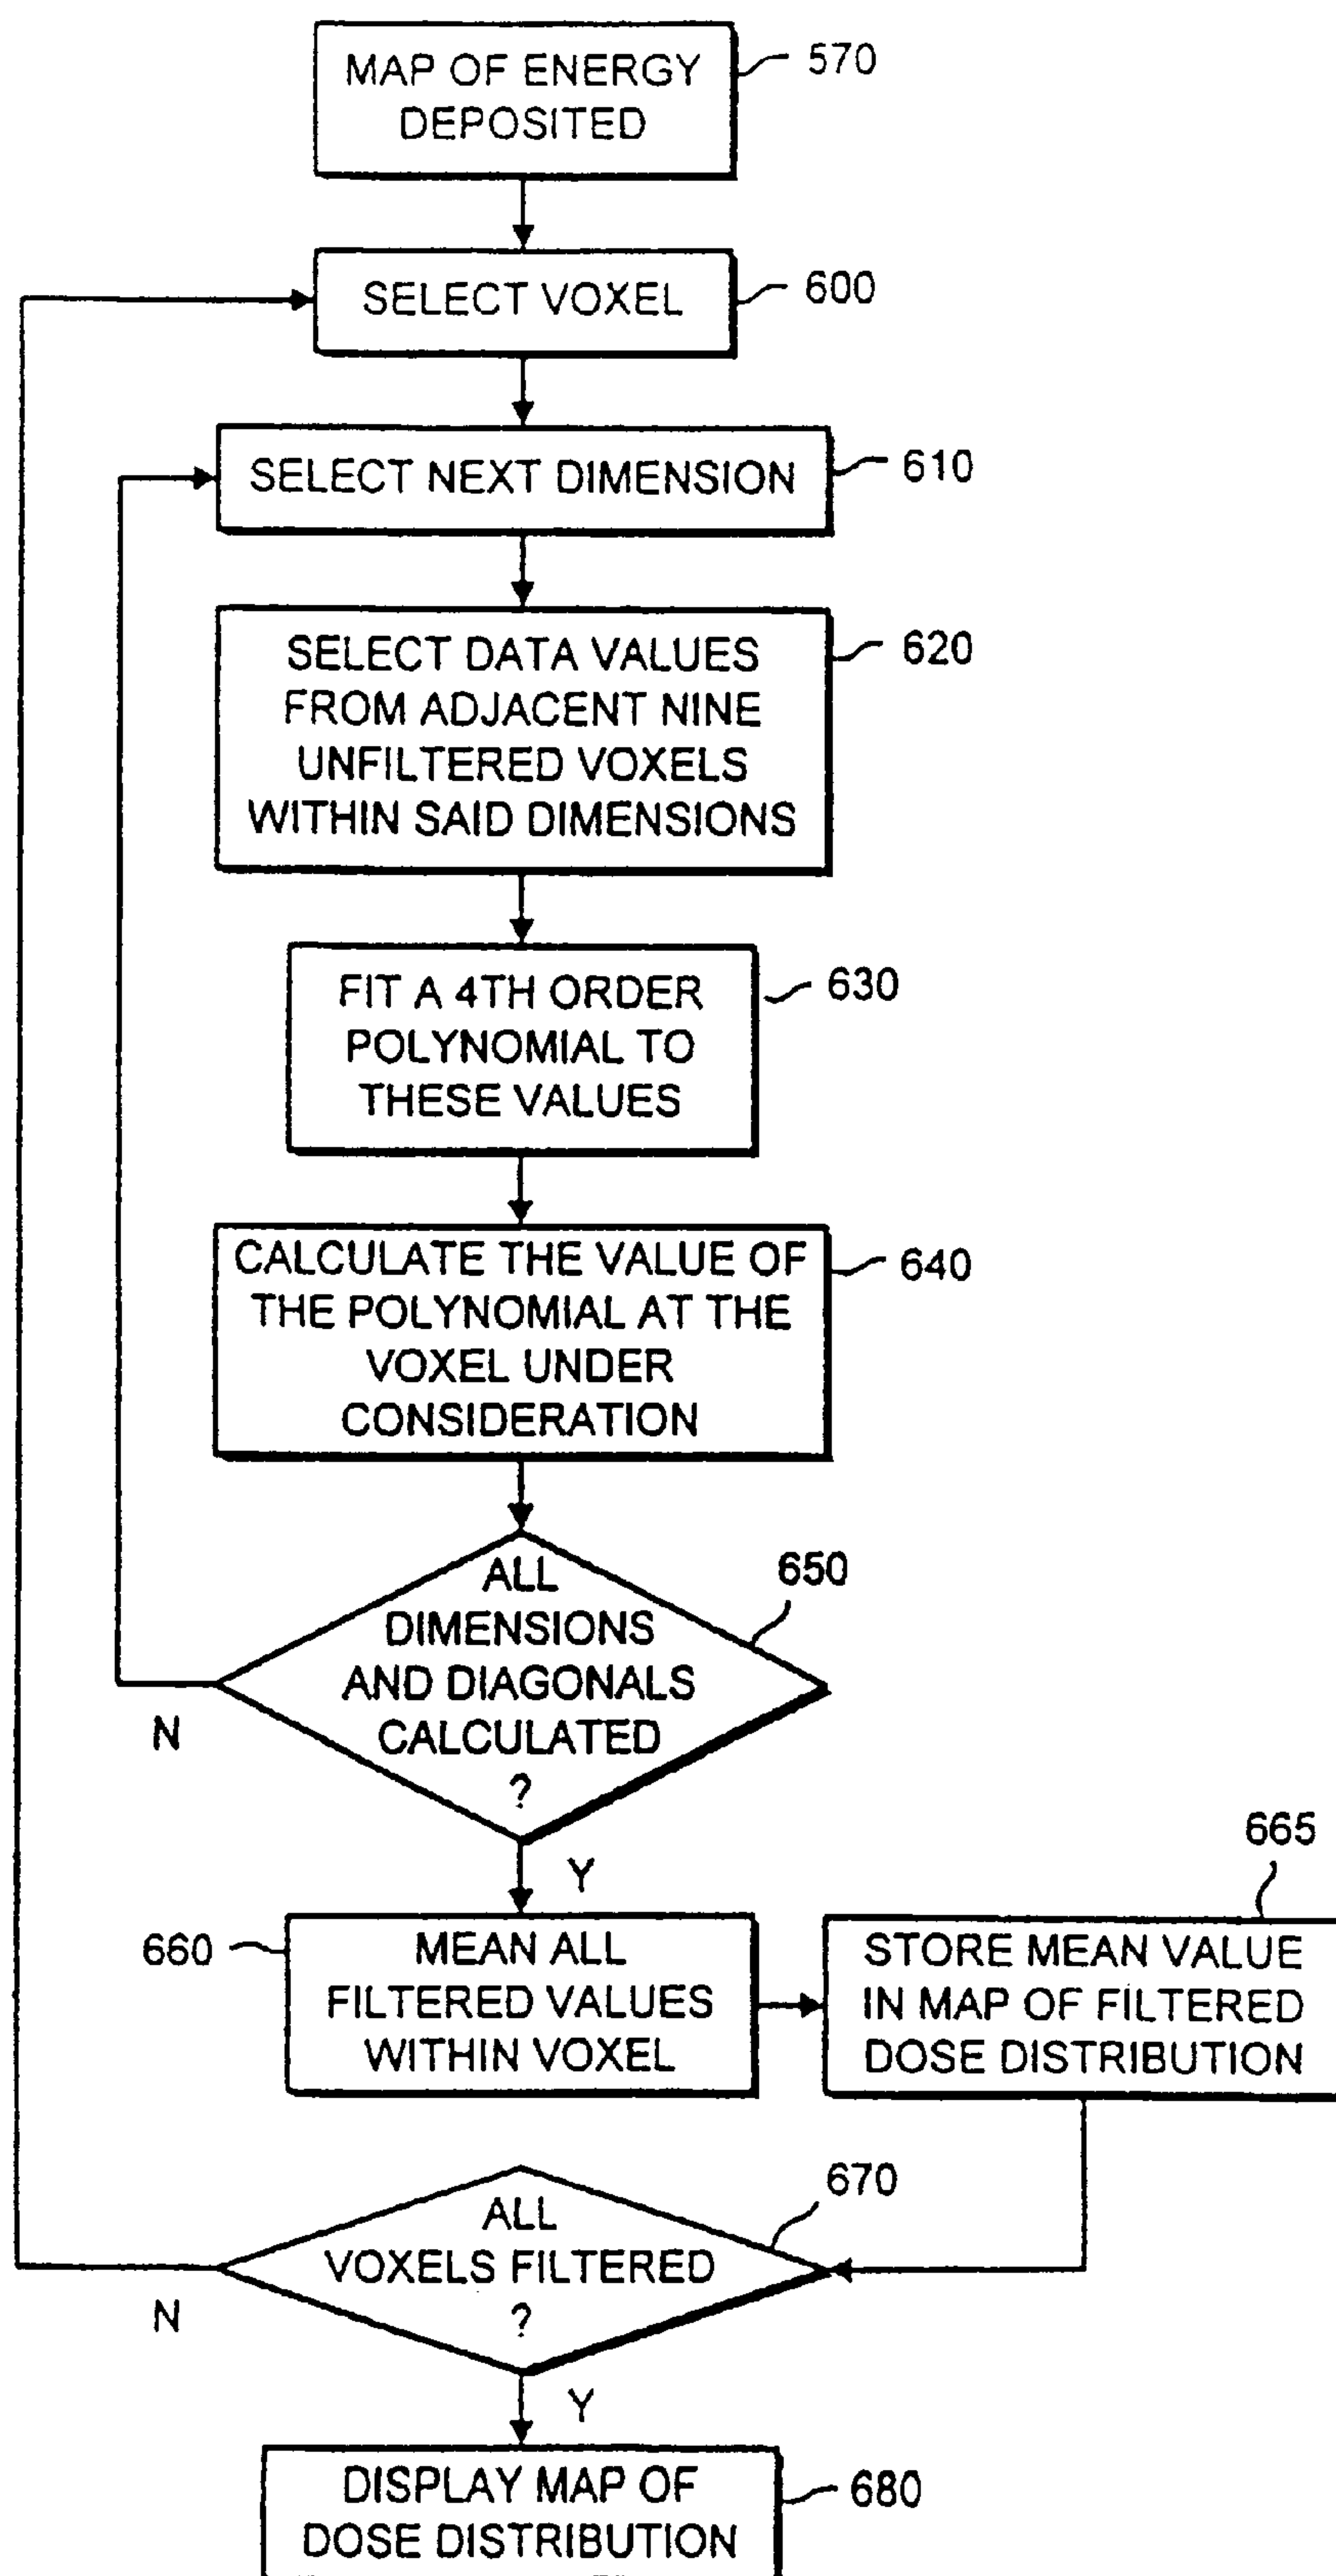 MAP OF ENERGY
DEPOSITED
570
SELECT VOXEL
600
SELECT NEXT DIMENSION
610
SELECT DATA VALUES
FROM ADJACENT NINE
UNFILTERED VOXELS
WITHIN SAID DIMENSIONS
620
FIT A 4TH ORDER
POLYNOMIAL TO
THESE VALUES
630
CALCULATE THE VALUE OF
THE POLYNOMIAL AT THE
VOXEL UNDER
CONSIDERATION
640
ALL
DIMENSIONS
AND DIAGONALS
CALCULATED
?
650
N
Y
660
MEAN ALL
FILTERED VALUES
WITHIN VOXEL
665
STORE MEAN VALUE
IN MAP OF FILTERED
DOSE DISTRIBUTION
ALL
VOXELS FILTERED
?
670
N
Y
DISPLAY MAP OF
DOSE DISTRIBUTION
680